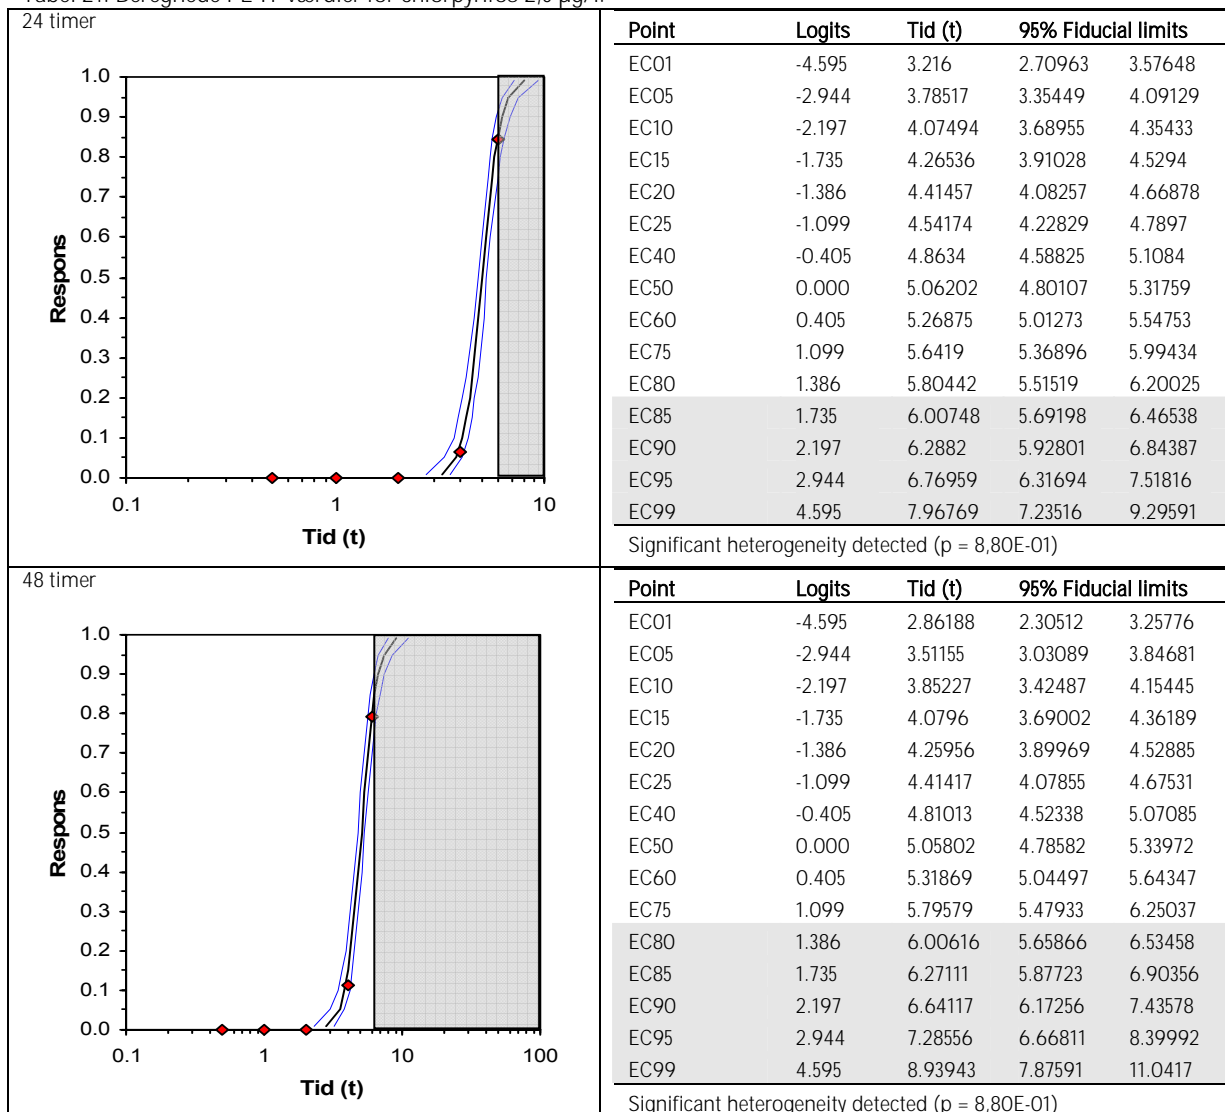 24 timer
1.0
0.9
0.8
0.7
0.6
0.5
0.4
0.3
0.2
0.1
0.0
Respons
0.1 1 10
Tid (t)
Point Logits Tid (t) 95% Fiducial limits
EC01 -4.595 3.216 2.70963 3.57648
EC05 -2.944 3.78517 3.35449 4.09129
EC10 -2.197 4.07494 3.68955 4.35433
EC15 -1.735 4.26536 3.91028 4.5294
EC20 -1.386 4.41457 4.08257 4.66878
EC25 -1.099 4.54174 4.22829 4.7897
EC40 -0.405 4.8634 4.58825 5.1084
EC50 0.000 5.06202 4.80107 5.31759
EC60 0.405 5.26875 5.01273 5.54753
EC75 1.099 5.6419 5.36896 5.99434
EC80 1.386 5.80442 5.51519 6.20025
EC85 1.735 6.00748 5.69198 6.46538
EC90 2.197 6.2882 5.92801 6.84387
EC95 2.944 6.76959 6.31694 7.51816
EC99 4.595 7.96769 7.23516 9.29591
Significant heterogeneity detected (p = 8,80E-01)
48 timer
1.0
0.9
0.8
0.7
0.6
0.5
0.4
0.3
0.2
0.1
0.0
Respons
0.1 1 10 100
Tid (t)
Point Logits Tid (t) 95% Fiducial limits
EC01 -4.595 2.86188 2.30512 3.25776
EC05 -2.944 3.51155 3.03089 3.84681
EC10 -2.197 3.85227 3.42487 4.15445
EC15 -1.735 4.0796 3.69002 4.36189
EC20 -1.386 4.25956 3.89969 4.52885
EC25 -1.099 4.41417 4.07855 4.67531
EC40 -0.405 4.81013 4.52338 5.07085
EC50 0.000 5.05802 4.78582 5.33972
EC60 0.405 5.31869 5.04497 5.64347
EC75 1.099 5.79579 5.47933 6.25037
EC80 1.386 6.00616 5.65866 6.53458
EC85 1.735 6.27111 5.87723 6.90356
EC90 2.197 6.64117 6.17256 7.43578
EC95 2.944 7.28556 6.66811 8.39992
EC99 4.595 8.93943 7.87591 11.0417
Significant heterogeneity detected (p = 8,80E-01)